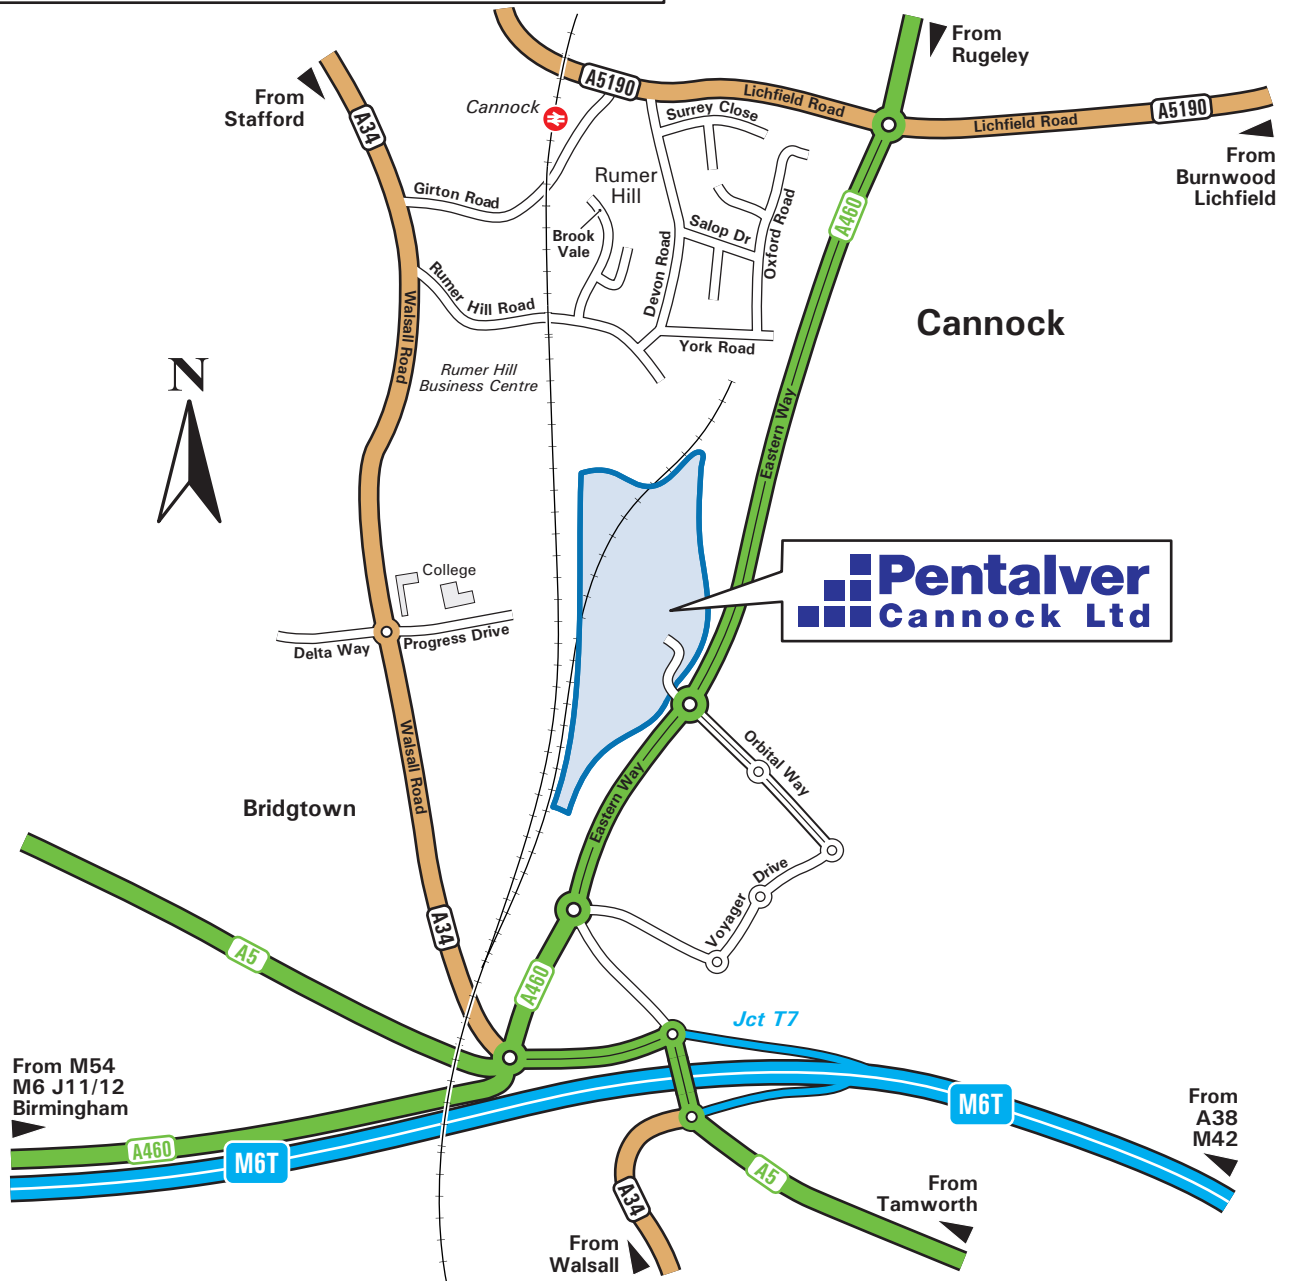 From
Rugeley
A5190
Lichfield Road
Lichfield Road
A5190
From
Stafford
A34
Cannock
Surrey Close
From
Burnwood
Lichfield
Girton Road
Rumer
Hill
A460
Brook
Vale
Salop Dr
Oxford Road
Devon Road
Rumer Hill Road
Walsall Road
Cannock
York Road
N
Rumer Hill
Business Centre
Eastern Way
College
Pentalver
Cannock Ltd
Delta Way
Progress Drive
Walsall Road
Orbital Way
Eastern Way
Bridgtown
Voyager Drive
A34
A5
A460
Jct T7
From M54
M6 J11/12
Birmingham
A460
M6T
M6T
From
A38
M42
A5
A34
From
Tamworth
From
Walsall